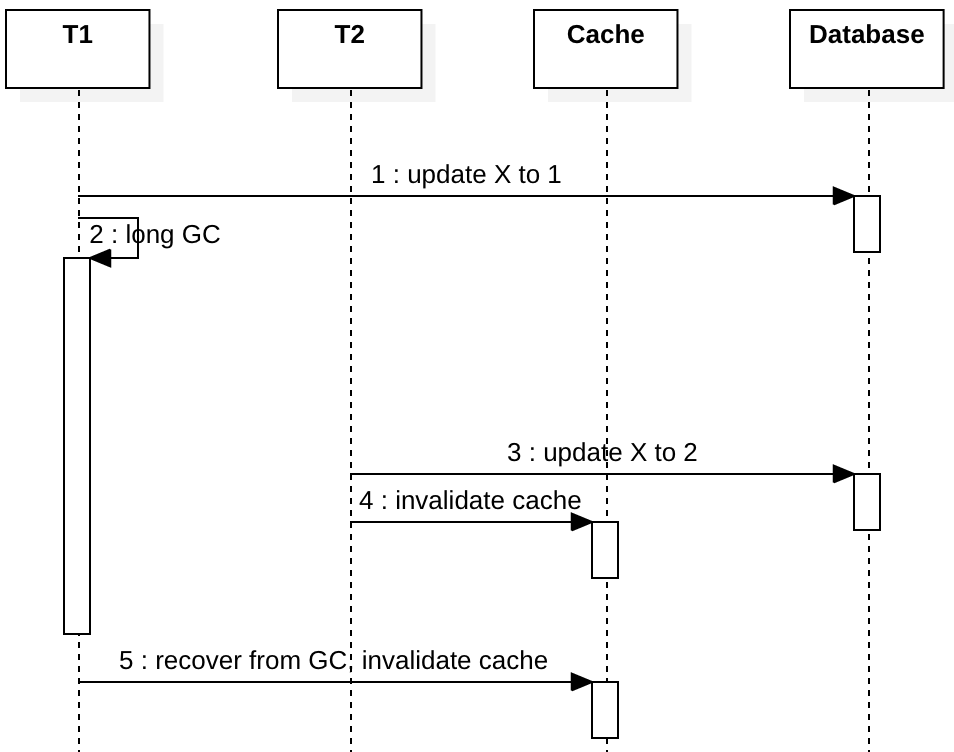 T1
T2
Cache
Database
1 : update X to 1
2 : long GC
3 : update X to 2
4 : invalidate cache
5 : recover from GC, invalidate cache